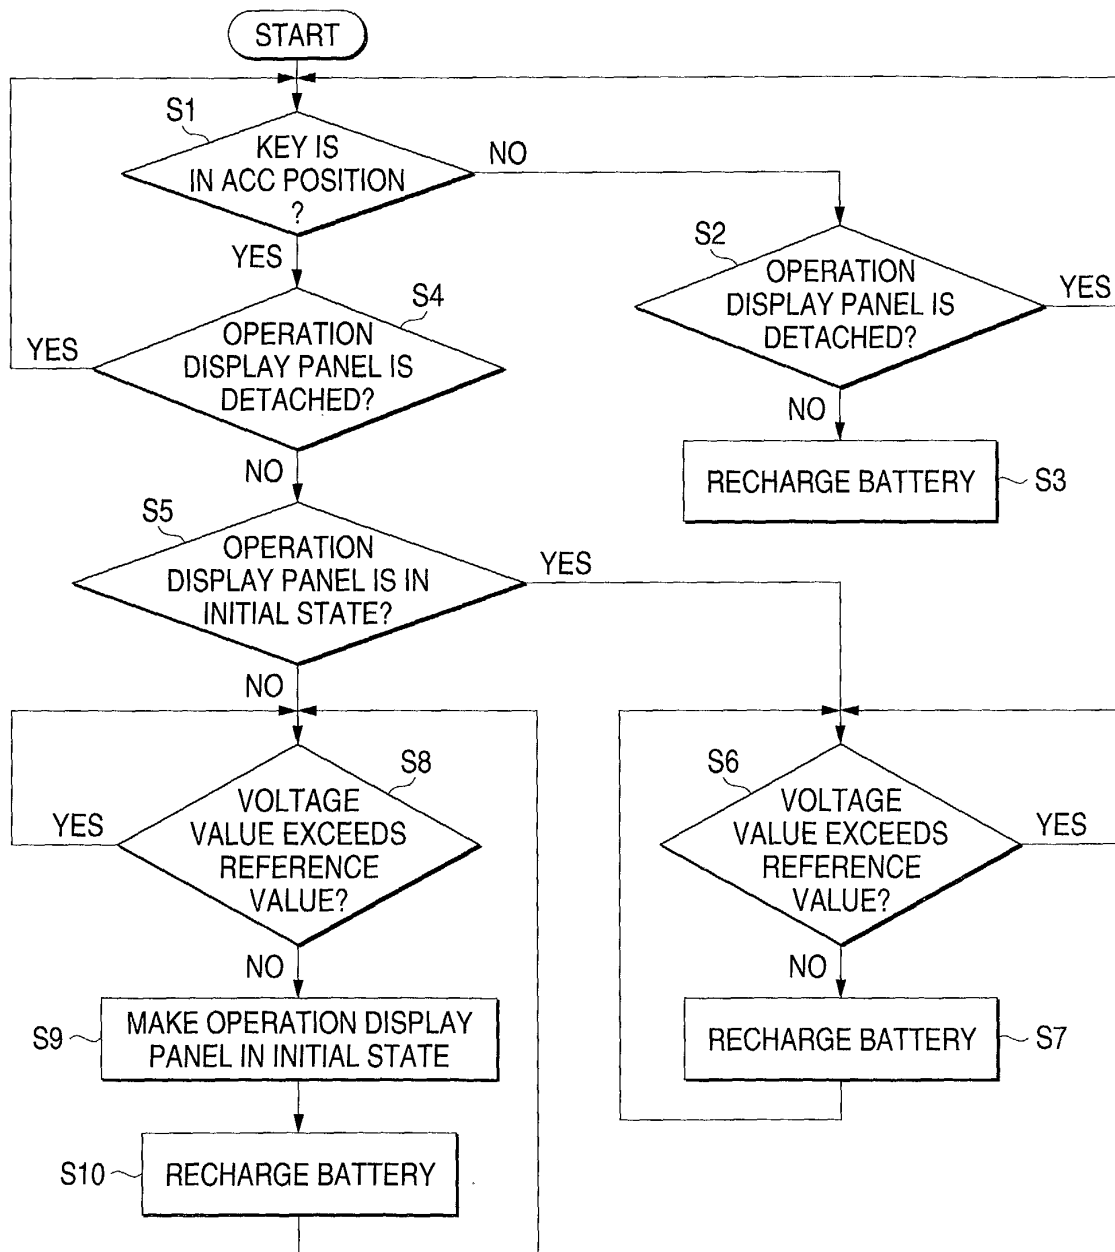 START
S1
KEY IS
IN ACC POSITION
?
NO
YES
S2
OPERATION
DISPLAY PANEL IS
DETACHED?
YES
NO
RECHARGE BATTERY
S3
S4
OPERATION
DISPLAY PANEL IS
DETACHED?
YES
NO
S5
OPERATION
DISPLAY PANEL IS IN
INITIAL STATE?
YES
NO
S8
VOLTAGE
VALUE EXCEEDS
REFERENCE
VALUE?
YES
NO
S9
MAKE OPERATION DISPLAY
PANEL IN INITIAL STATE
S10
RECHARGE BATTERY
S6
VOLTAGE
VALUE EXCEEDS
REFERENCE
VALUE?
YES
NO
RECHARGE BATTERY
S7